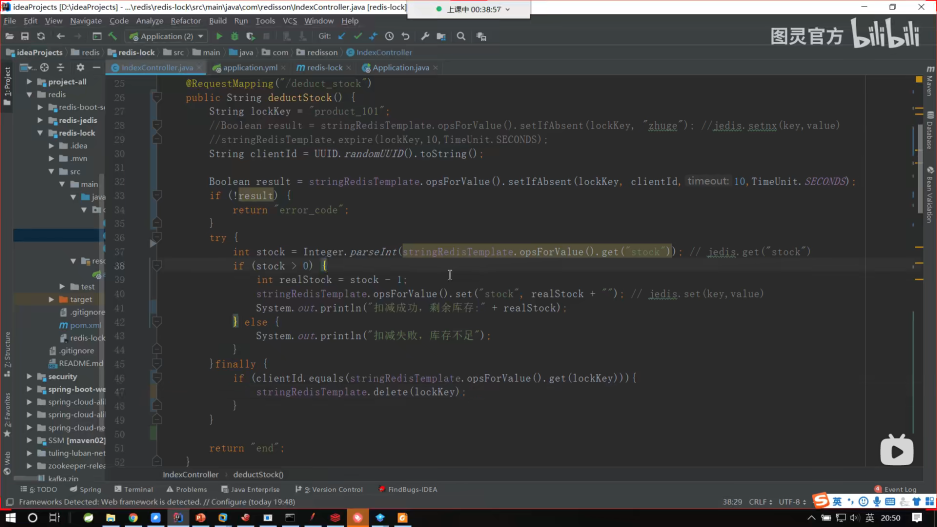 ideaProjects [D:\ideaProjects] - ...\redis\redis-lock\src\main\java\com\redisson\IndexController.java [redis-loc
上课中 00:38:57
File Edit View Navigate Code Analyze Refactor Build Run Tools VCS Window Help
Application (2)
Git:
图灵官方 bilibili
ideaProjects redis redis-lock src main java com redisson IndexController
IndexController.java application.yml redis-lock Application.java
1: Project
project-all
redis
redis-boot-s
redis-jedis
redis-lock
.idea
.mvn
src
main
java
c
resc
test
target
.gitignore
pom.xml
redis-lock
.gitignore
README.md
security
spring-boot-w
spring-cloud-al
spring-cloud-al
spring-cloud-el
SSM [maven02]
tuling-luban-net
zookeeper-relea
kafka.zip
7: Structure
2: Favorites
Web
Maven
Database
Bean Validation
25 @RequestMapping("/deduct_stock")
26 public String deductStock() {
27 String lockKey = "product_101";
28 //Boolean result = stringRedisTemplate.opsForValue().setIfAbsent(lockKey, "zhuge"); //jedis.setnx(key,value)
29 //stringRedisTemplate.expire(lockKey,10,TimeUnit.SECONDS);
30 String clientId = UUID.randomUUID().toString();
31
32 Boolean result = stringRedisTemplate.opsForValue().setIfAbsent(lockKey, clientId, timeout: 10,TimeUnit.SECONDS);
33 if (!result) {
34 return "error_code";
35 }
36 try {
37 int stock = Integer.parseInt(stringRedisTemplate.opsForValue().get("stock")); // jedis.get("stock")
38 if (stock > 0) {
39 int realStock = stock - 1;
40 stringRedisTemplate.opsForValue().set("stock", realStock + ""); // jedis.set(key,value)
41 System.out.println("扣减成功，剩余库存:" + realStock);
42 } else {
43 System.out.println("扣减失败，库存不足");
44 }
45 }finally {
46 if (clientId.equals(stringRedisTemplate.opsForValue().get(lockKey))){
47 stringRedisTemplate.delete(lockKey);
48 }
49 }
50
51 return "end";
52 }
IndexController deductStock()
6: TODO Spring Terminal Problems Java Enterprise 9: Version Control FindBugs-IDEA Event Log
Frameworks Detected: Web framework is detected. // Configure (today 19:48) 38:29 CRLF UTF-8 英
英 20:50